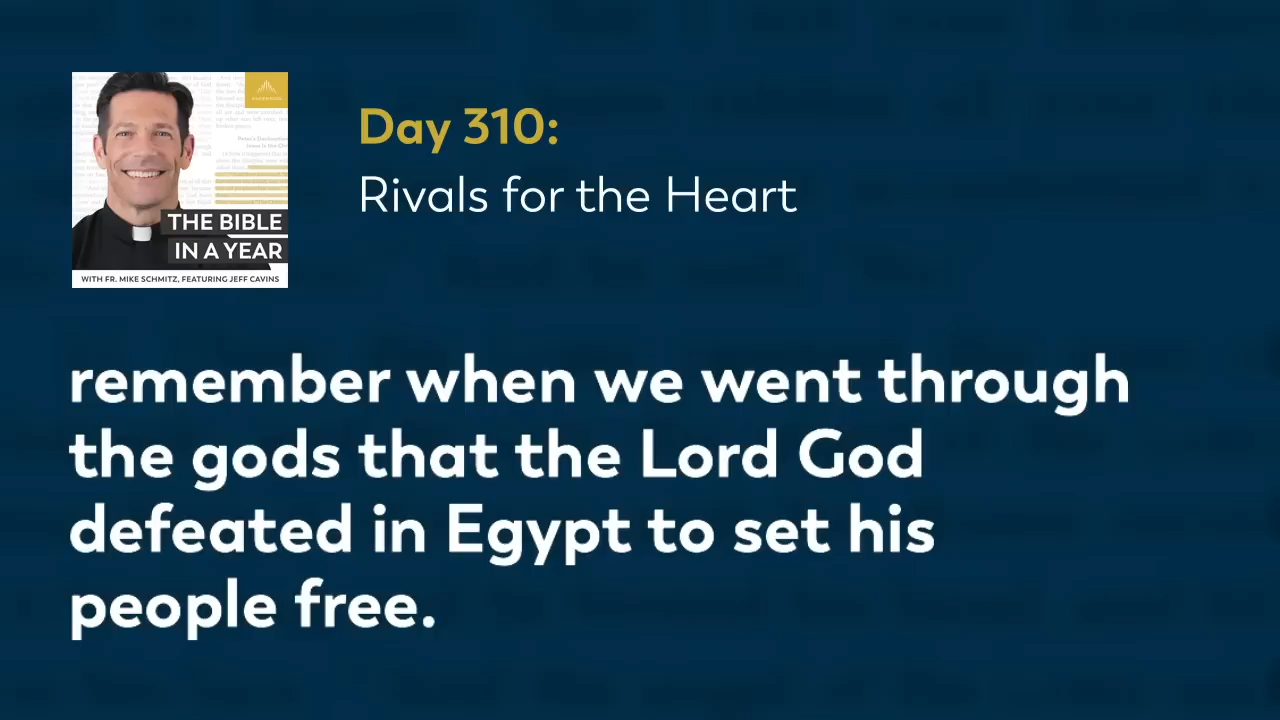 Day 310:
Rivals for the Heart
THE BIBLE
IN A YEAR
WITH FR. MIKE SCHMITZ, FEATURING JEFF CAVINS
remember when we went through
the gods that the Lord God
defeated in Egypt to set his
people free.